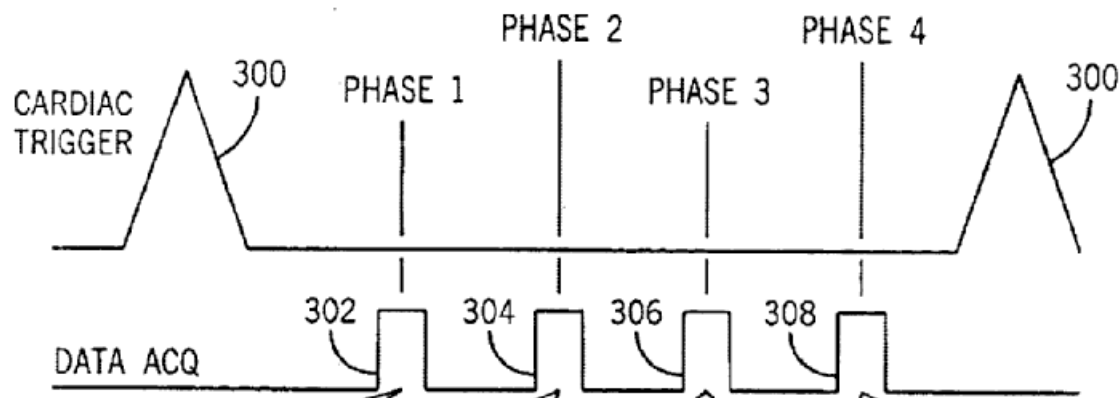 PHASE 2
PHASE 4
300
PHASE 1
PHASE 3
300
CARDIAC
TRIGGER
302
304
306
308
DATA ACQ